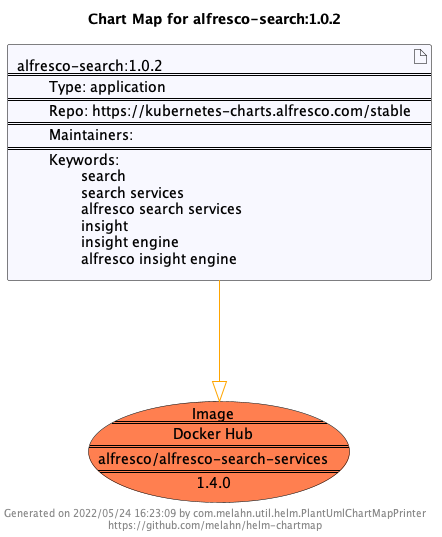 Chart Map for alfresco-search:1.0.2
alfresco-search:1.0.2
Type: application
Repo: https://kubernetes-charts.alfresco.com/stable
Maintainers:
Keywords:
search
search services
alfresco search services
insight
insight engine
alfresco insight engine
Image
Docker Hub
alfresco/alfresco-search-services
1.4.0
Generated on 2022/05/24 16:23:09 by com.melahn.util.helm.PlantUmlChartMapPrinter
https://github.com/melahn/helm-chartmap